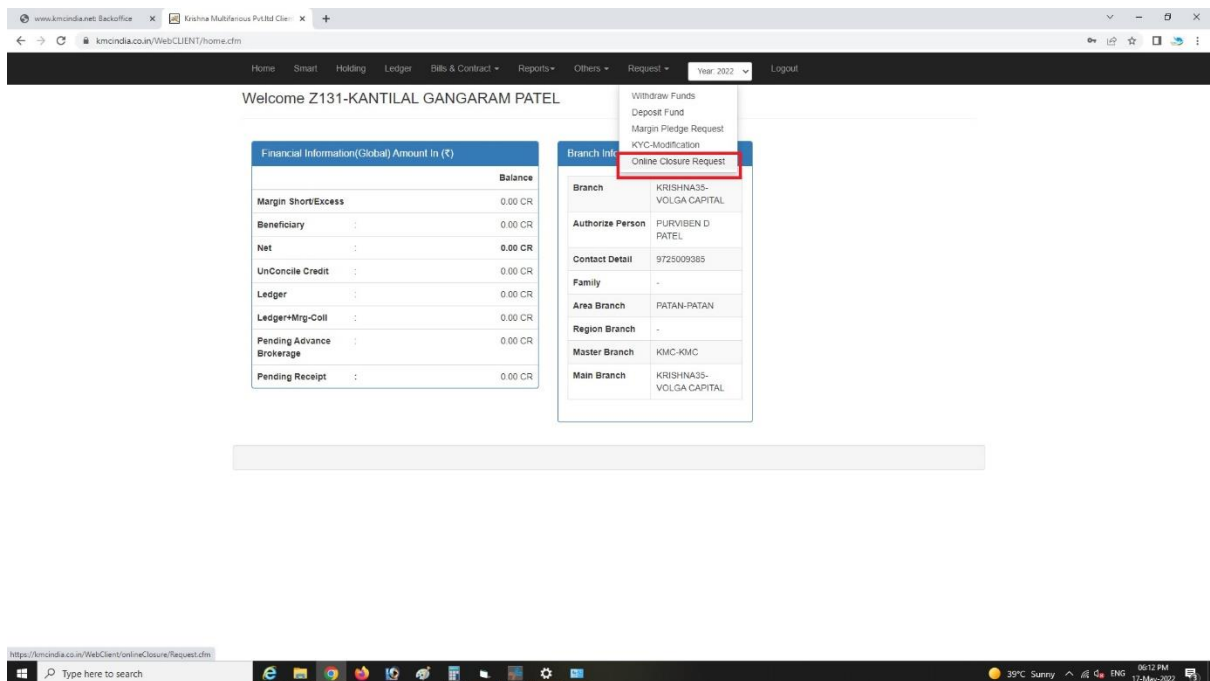 www.kmcindia.net: Backoffice
Krishna Multifarious Pvt.ltd Clien
kmcindia.co.in/WebCLIENT/home.cfm
Home Smart Holding Ledger Bills & Contract Reports Others Request Year: 2022 Logout
Welcome Z131-KANTILAL GANGARAM PATEL
Withdraw Funds
Deposit Fund
Margin Pledge Request
KYC-Modification
Online Closure Request
Financial Information(Global) Amount In (₹)
Balance
Margin Short/Excess 0.00 CR
Beneficiary : 0.00 CR
Net : 0.00 CR
UnConcile Credit : 0.00 CR
Ledger : 0.00 CR
Ledger+Mrg-Coll : 0.00 CR
Pending Advance : 0.00 CR
Brokerage
Pending Receipt : 0.00 CR
Branch Info
Branch KRISHNA35-
VOLGA CAPITAL
Authorize Person PURVIBEN D
PATEL
Contact Detail 9725009385
Family -
Area Branch PATAN-PATAN
Region Branch -
Master Branch KMC-KMC
Main Branch KRISHNA35-
VOLGA CAPITAL
https://kmcindia.co.in/WebClient/onlineClosure/Request.cfm
Type here to search
39°C Sunny ENG 06:12 PM
17-May-2022